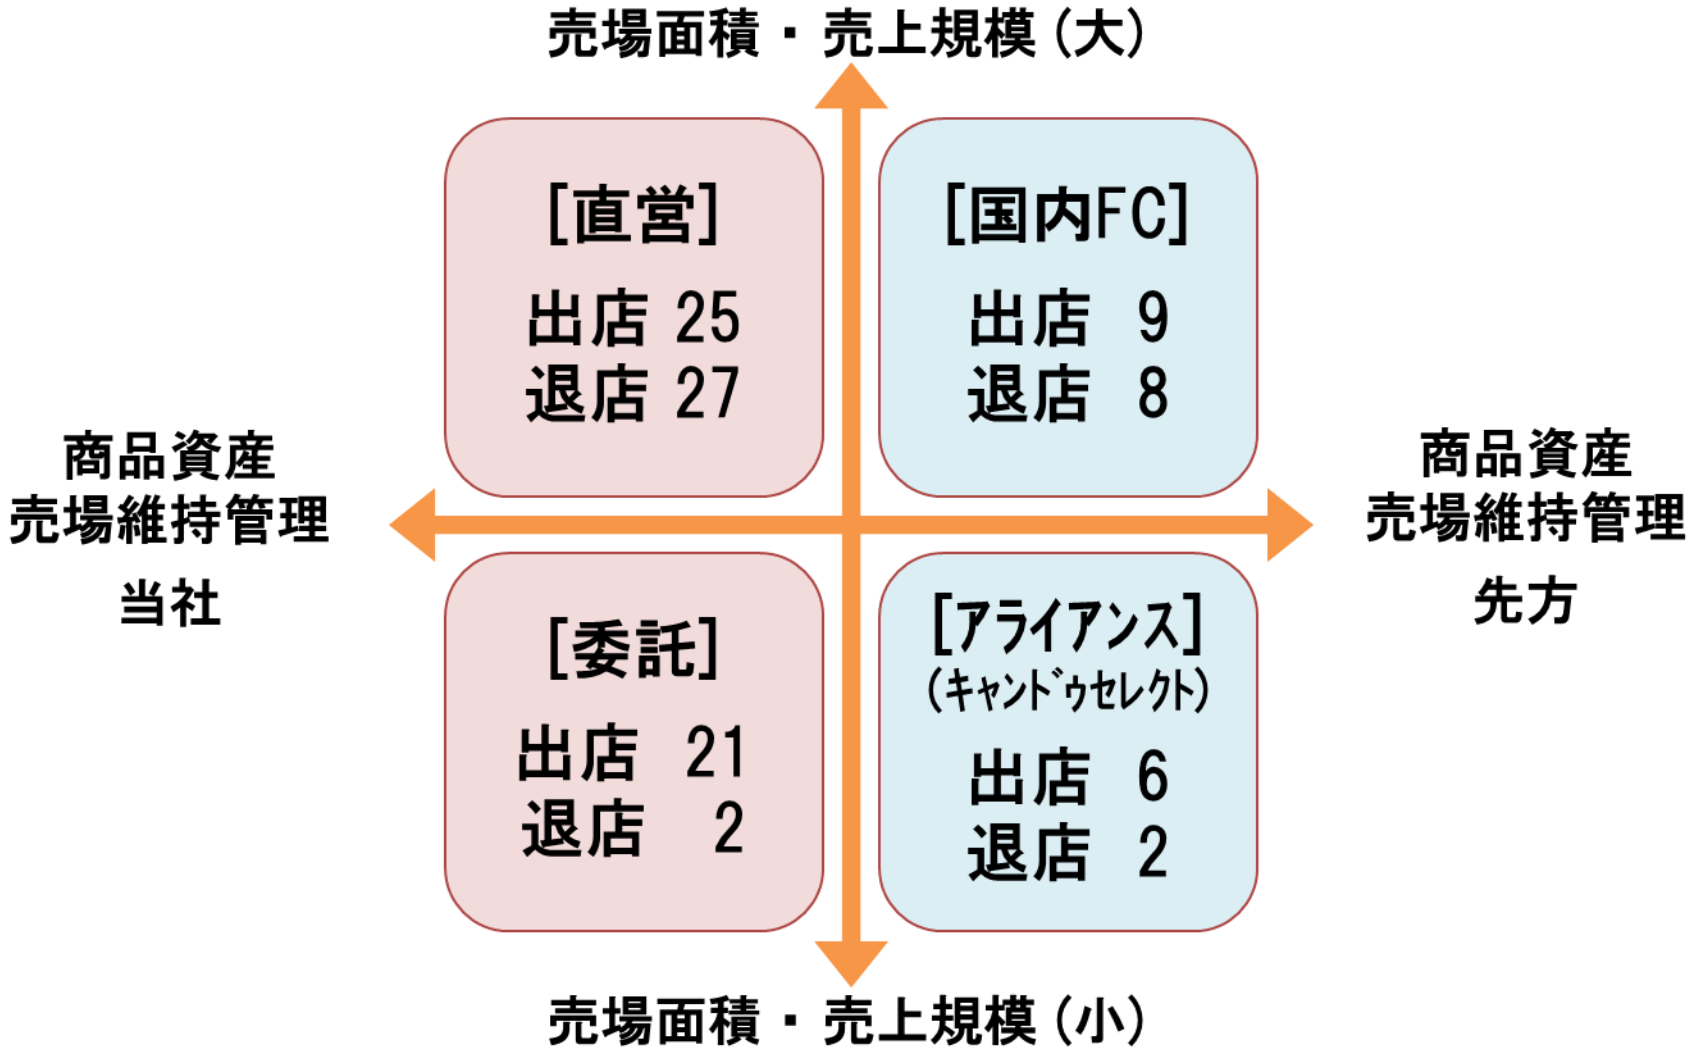 売場面積・売上規模(大)
[直営]
出店 25
退店 27
[国内FC]
出店 9
退店 8
商品資産
売場維持管理
当社
商品資産
売場維持管理
先方
[委託]
出店 21
退店 2
[アライアンス]
(キャンドゥセレクト)
出店 6
退店 2
売場面積・売上規模(小)